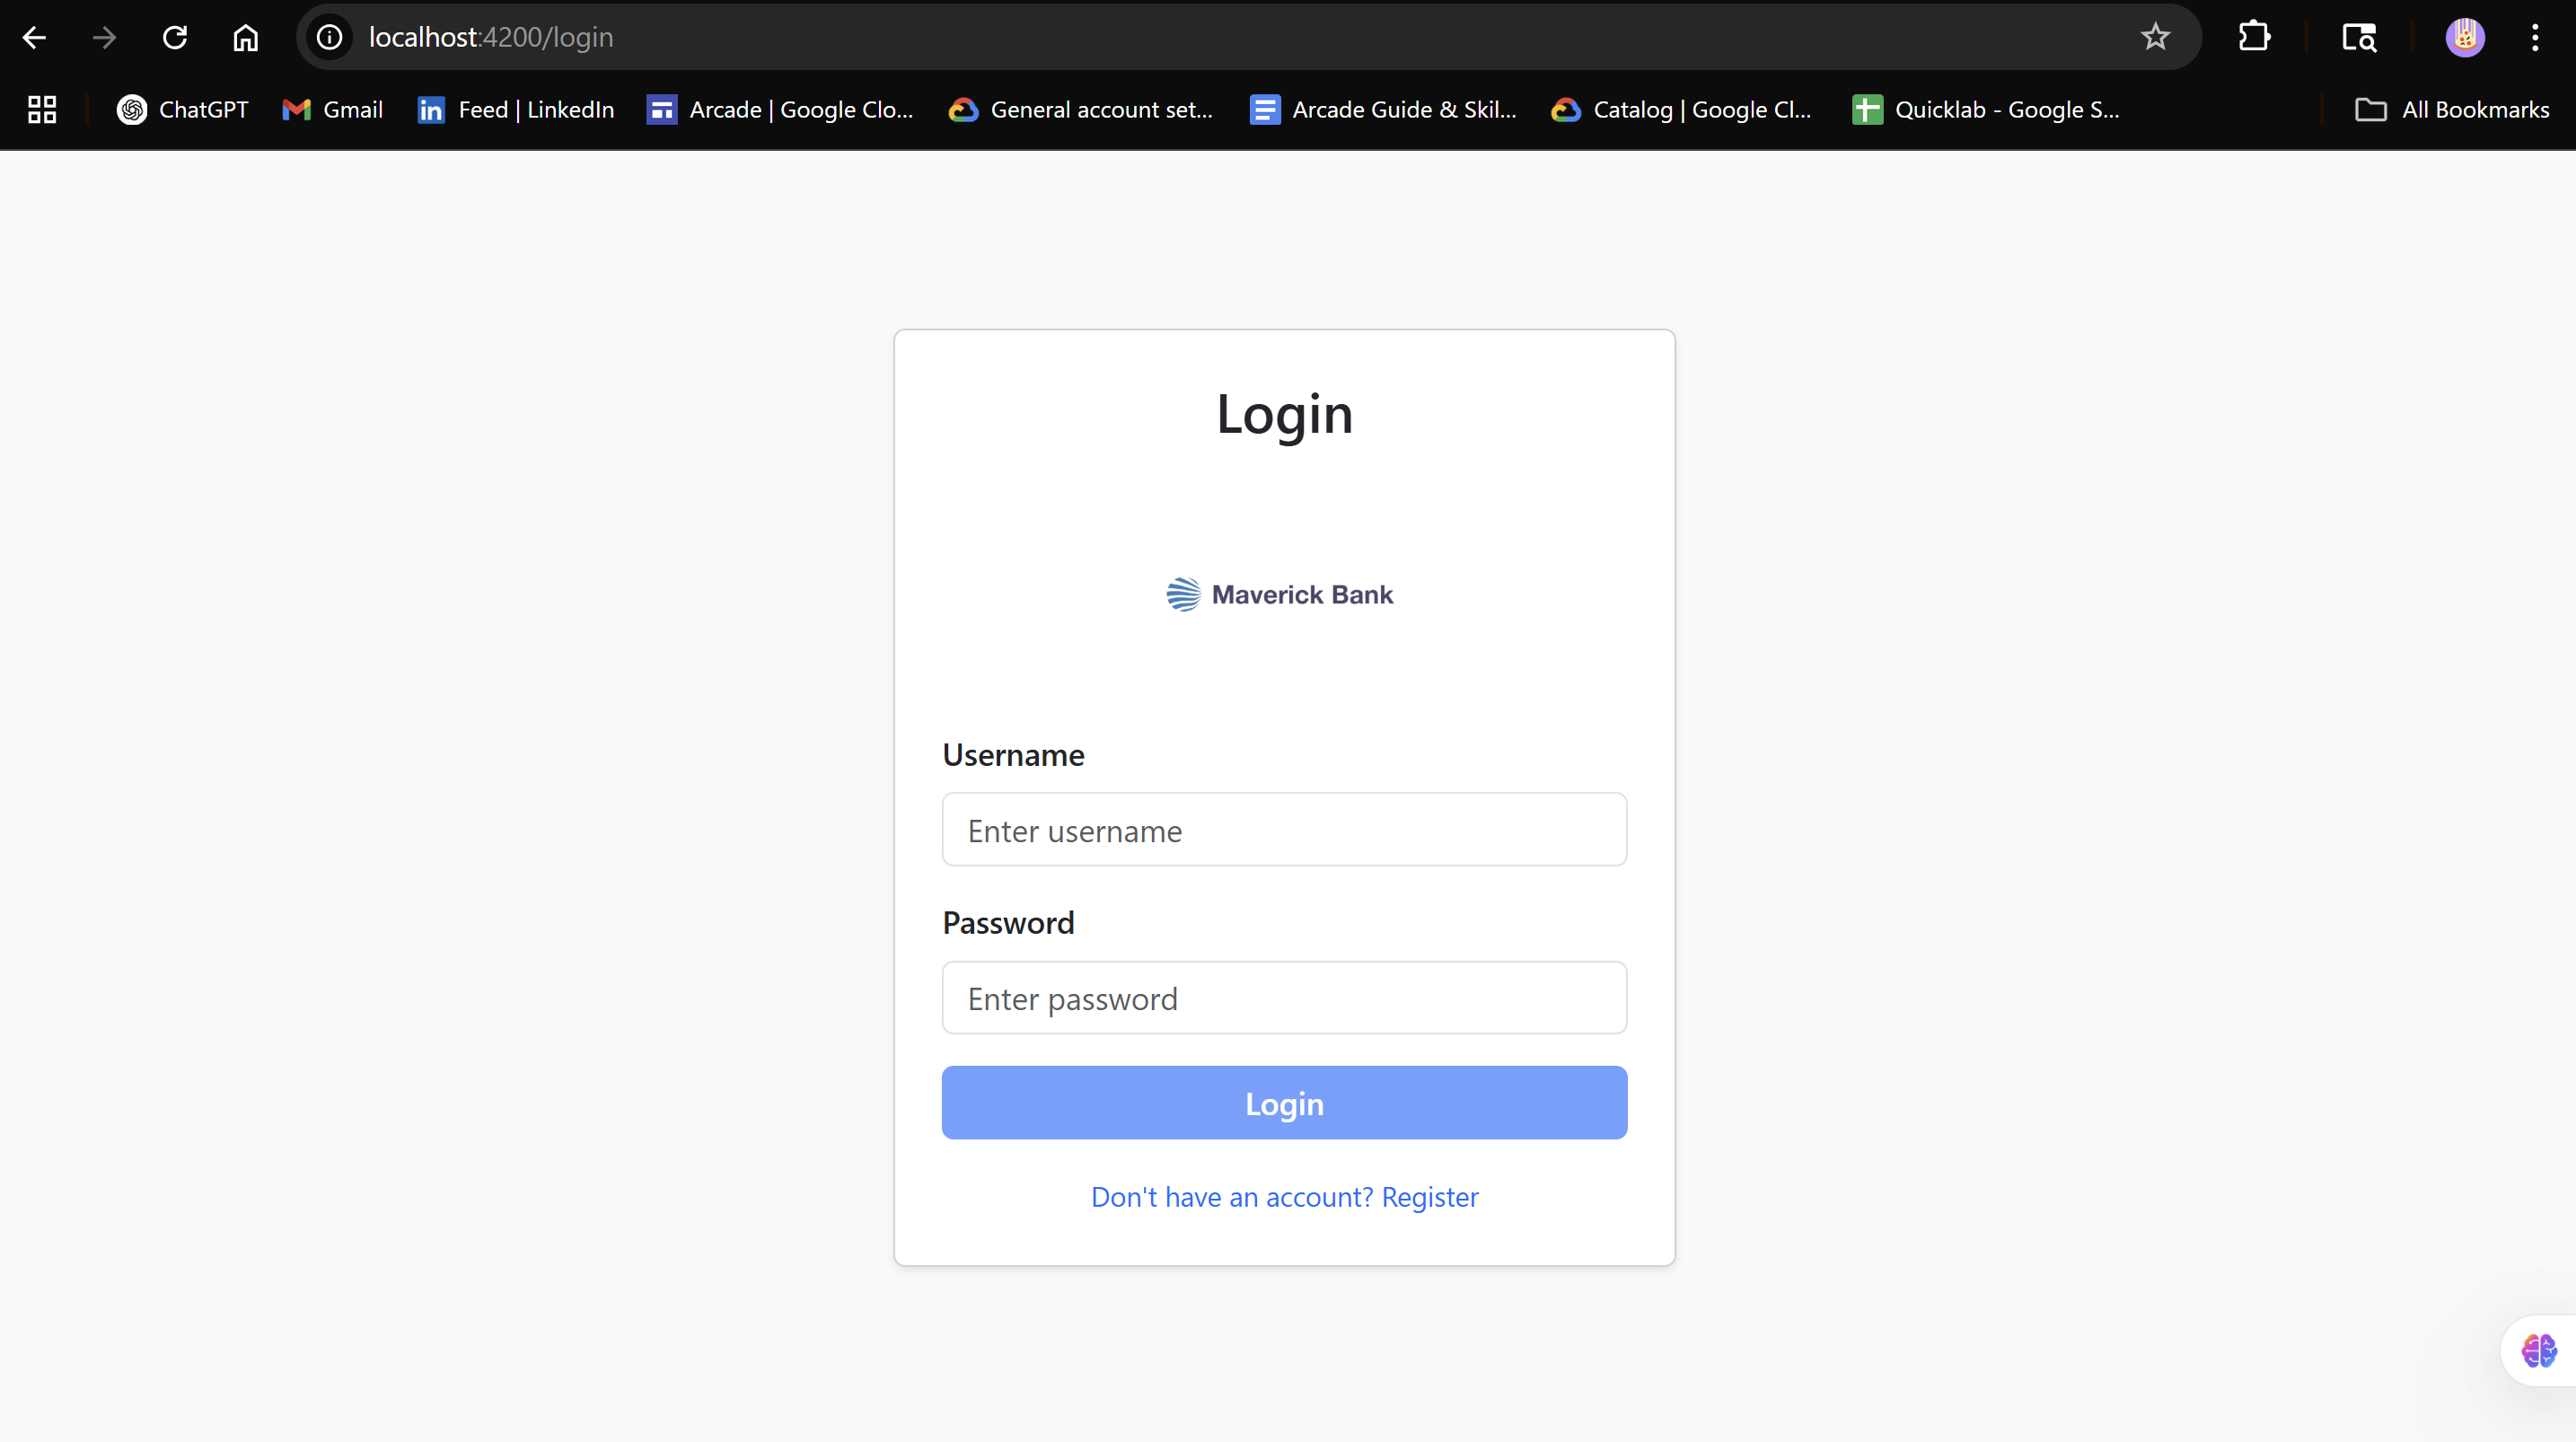 localhost:4200/login
ChatGPT Gmail Feed | LinkedIn Arcade | Google Clo... General account set... Arcade Guide & Skil... Catalog | Google Cl... Quicklab - Google S... All Bookmarks
Login
Maverick Bank
Username
Enter username
Password
Enter password
Login
Don't have an account? Register